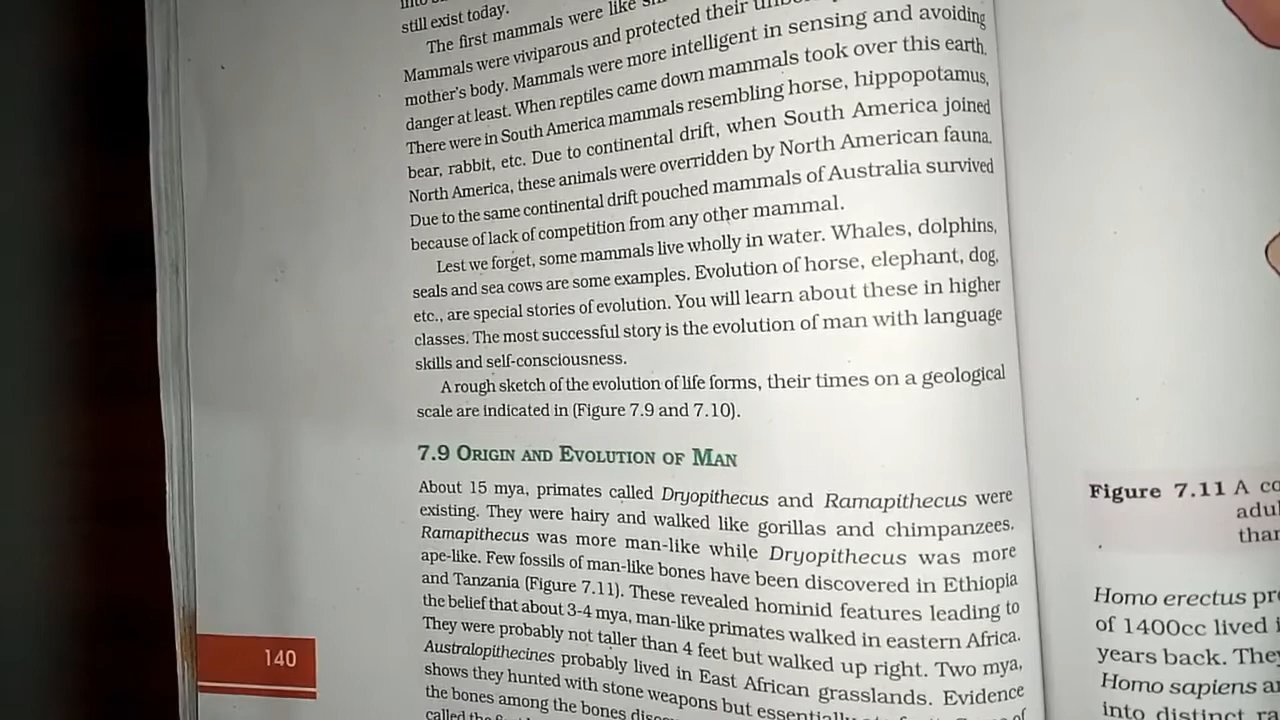 still exist today.
The first mammals were like
Mammals were viviparous and protected their
mother's body. Mammals were more intelligent in sensing and avoiding
danger at least. When reptiles came down mammals took over this earth.
There were in South America mammals resembling horse, hippopotamus,
bear, rabbit, etc. Due to continental drift, when South America joined
North America, these animals were overridden by North American fauna.
Due to the same continental drift pouched mammals of Australia survived
because of lack of competition from any other mammal.
Lest we forget, some mammals live wholly in water. Whales, dolphins,
seals and sea cows are some examples. Evolution of horse, elephant, dog,
etc., are special stories of evolution. You will learn about these in higher
classes. The most successful story is the evolution of man with language
skills and self-consciousness.
A rough sketch of the evolution of life forms, their times on a geological
scale are indicated in (Figure 7.9 and 7.10).
7.9 Origin and Evolution of Man
About 15 mya, primates called Dryopithecus and Ramapithecus were
existing. They were hairy and walked like gorillas and chimpanzees.
Ramapithecus was more man-like while Dryopithecus was more
ape-like. Few fossils of man-like bones have been discovered in Ethiopia
and Tanzania (Figure 7.11). These revealed hominid features leading to
the belief that about 3-4 mya, man-like primates walked in eastern Africa.
They were probably not taller than 4 feet but walked up right. Two mya,
Australopithecines probably lived in East African grasslands. Evidence
shows they hunted with stone weapons but essentially
the bones among the bones
called the
140
Figure 7.11 A
than
Homo erectus
of 1400cc lived
years back. They
Homo sapiens
into distinct